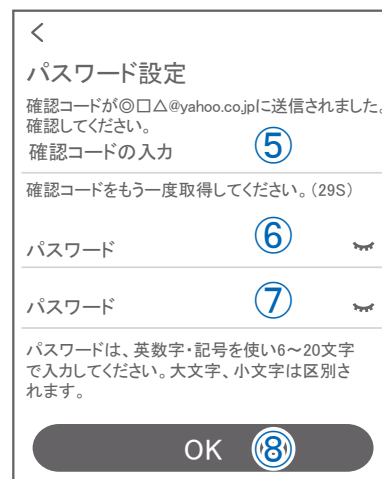 <
パスワード設定
確認コードが◎□△@yahoo.co.jpに送信されました。
確認してください。
確認コードの入力 ⑤
確認コードをもう一度取得してください。(29S)
パスワード ⑥
パスワード ⑦
パスワードは、英数字・記号を使い6～20文字
で入力してください。大文字、小文字は区別さ
れます。
OK ⑧